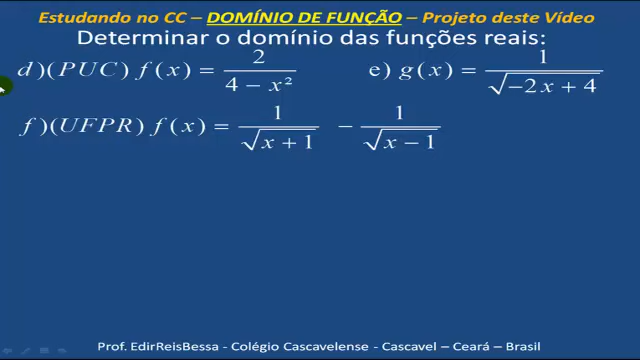 Estudando no CC – DOMÍNIO DE FUNÇÃO – Projeto deste Vídeo
Determinar o domínio das funções reais:
d )(PUC) f(x) = 2 / (4 − x²) e) g(x) = 1 / √(−2x + 4)
f )(UFPR) f(x) = 1 / √(x + 1) − 1 / √(x − 1)
Prof. EdirReisBessa - Colégio Cascavelense - Cascavel – Ceará – Brasil